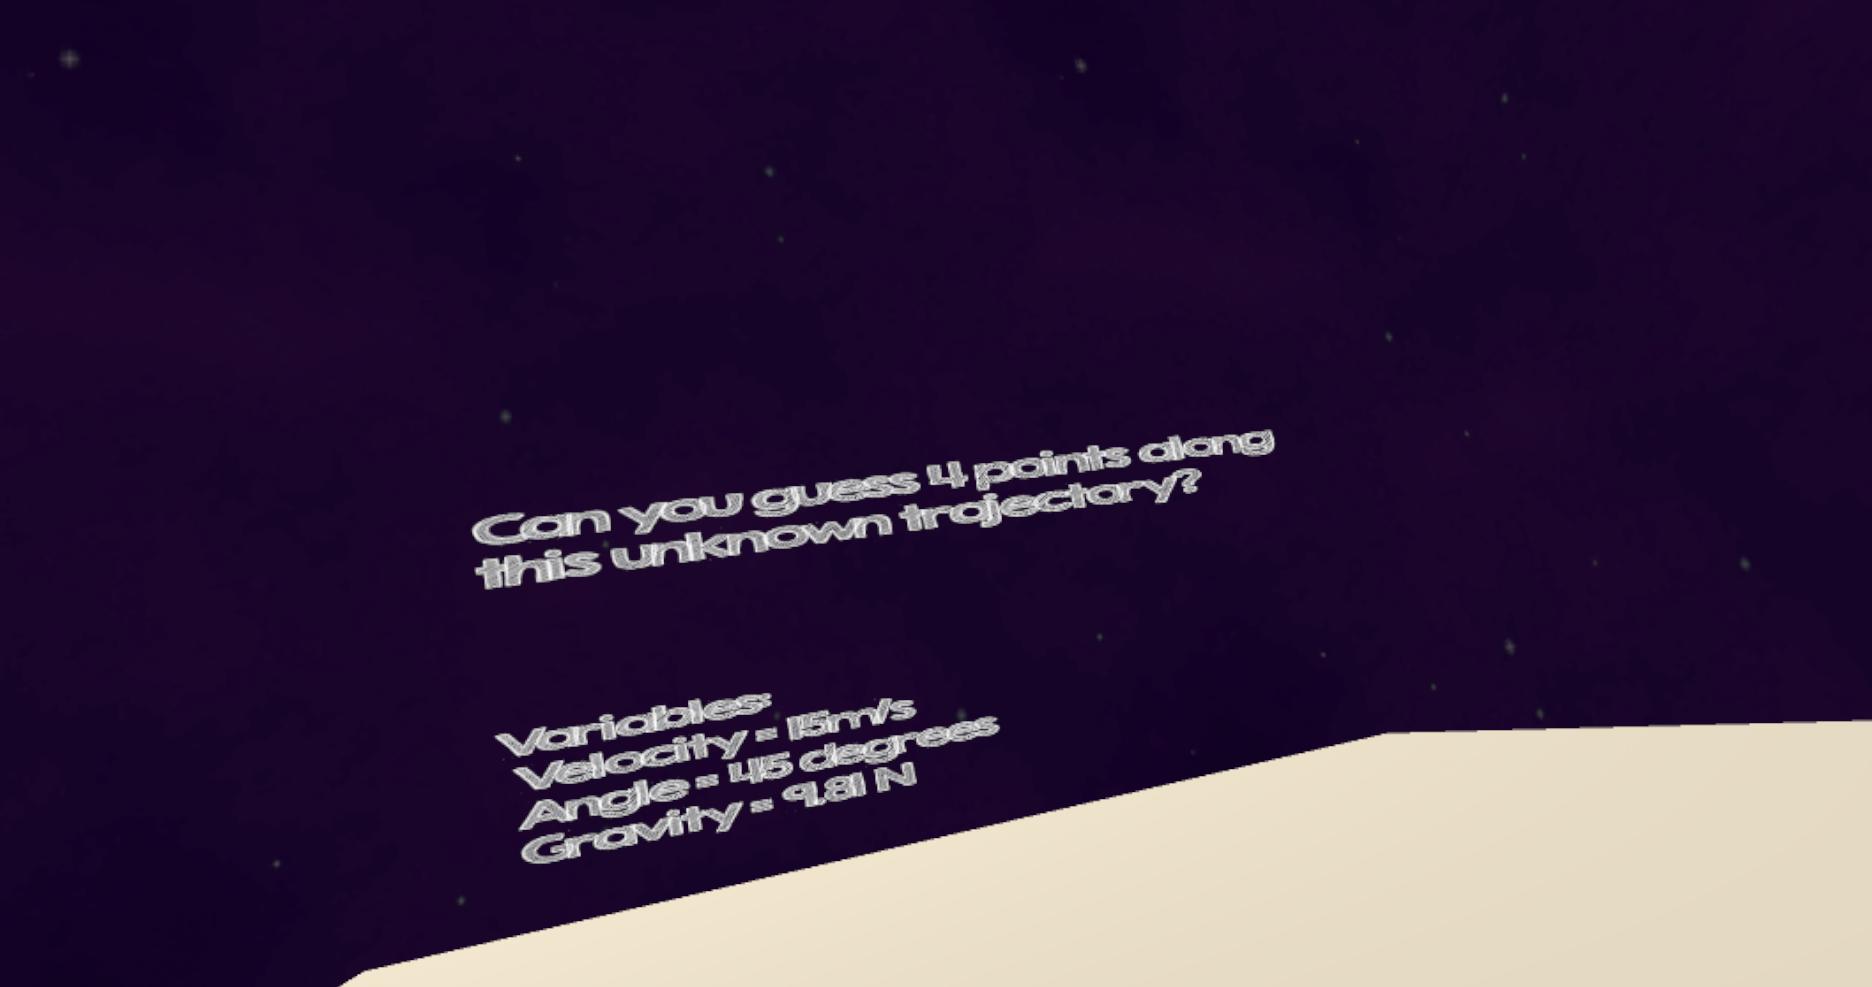 Can you guess 4 points along
this unknown trajectory?
Variables:
Velocity = 15m/s
Angle = 45 degrees
Gravity = 9.81 N